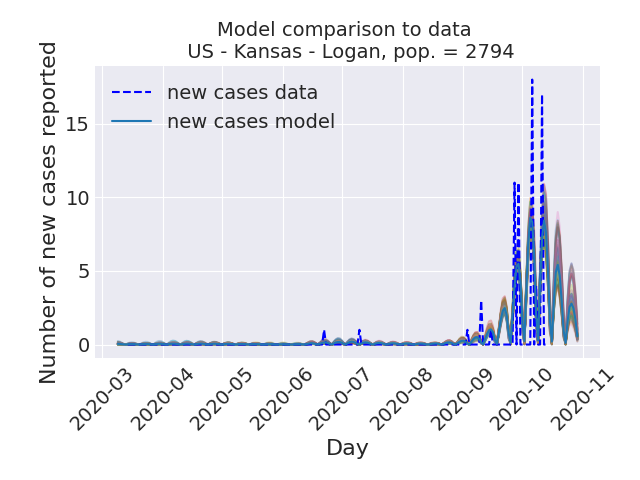 Model comparison to data
US - Kansas - Logan, pop. = 2794
new cases data
new cases model
Number of new cases reported
15
10
5
0
2020-03
2020-04
2020-05
2020-06
2020-07
2020-08
2020-09
2020-10
2020-11
Day